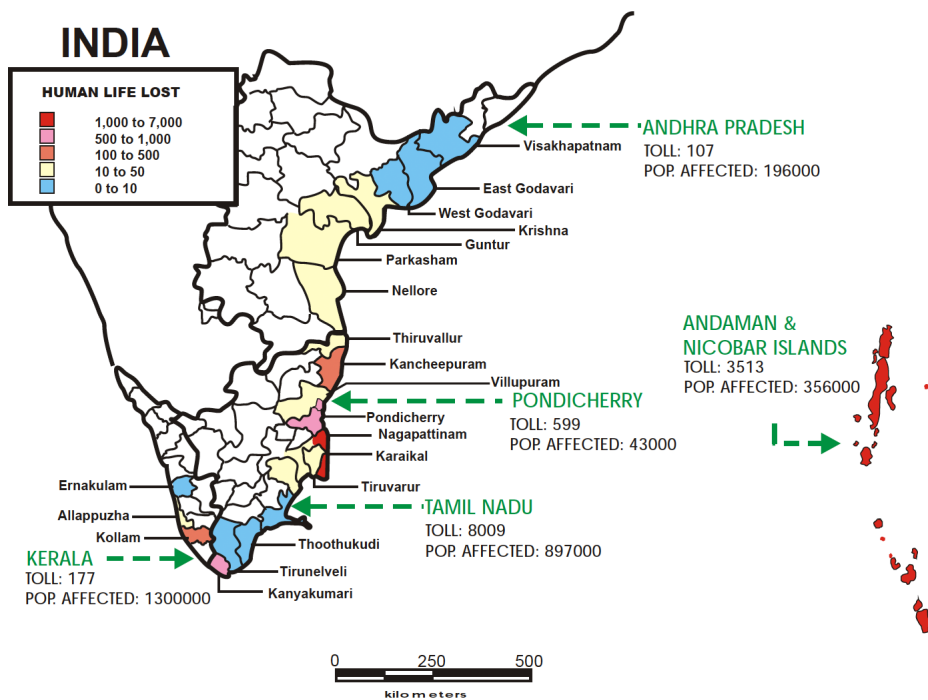 INDIA
HUMAN LIFE LOST
1,000 to 7,000
500 to 1,000
100 to 500
10 to 50
0 to 10
ANDHRA PRADESH
TOLL: 107
POP. AFFECTED: 196000
Visakhapatnam
East Godavari
West Godavari
Krishna
Guntur
Parkasham
Nellore
Thiruvallur
Kancheepuram
Villupuram
PONDICHERRY
TOLL: 599
POP. AFFECTED: 43000
Pondicherry
Nagapattinam
Karaikal
Tiruvarur
ANDAMAN &
NICOBAR ISLANDS
TOLL: 3513
POP. AFFECTED: 356000
TAMIL NADU
TOLL: 8009
POP. AFFECTED: 897000
Ernakulam
Allappuzha
Kollam
KERALA
TOLL: 177
POP. AFFECTED: 1300000
Thoothukudi
Tirunelveli
Kanyakumari
0 250 500
kilometers